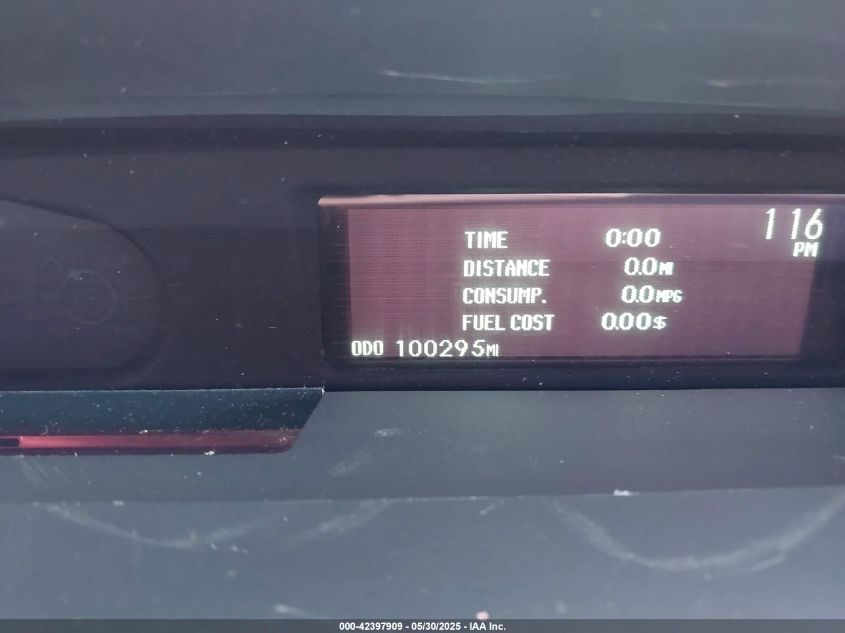 116
PM
TIME 0:00
DISTANCE 0.0MI
CONSUMP. 0.0MPG
FUEL COST 0.00$
ODO 100295MI
000-42397909 - 05/30/2025 - IAA Inc.